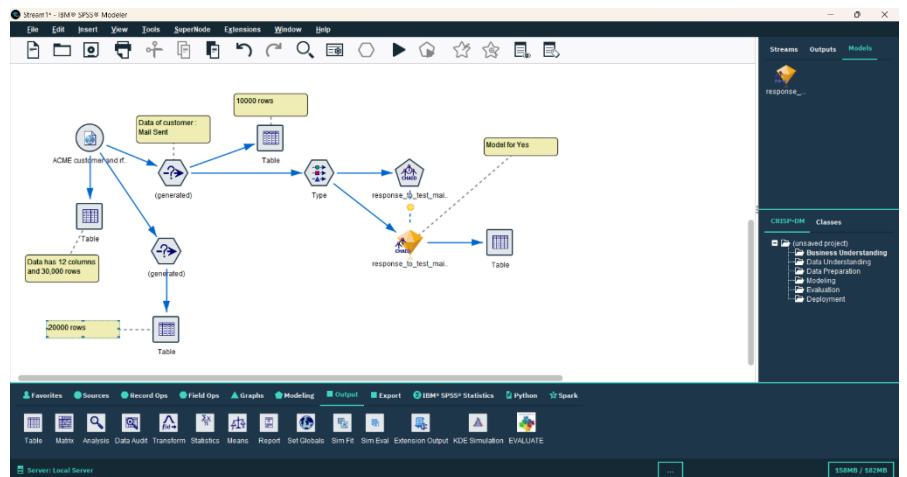 Stream1* - IBM® SPSS® Modeler
File Edit Insert View Tools SuperNode Extensions Window Help
Streams Outputs Models
response_...
10000 rows
Data of customer :
Mail Sent
Model for Yes
ACME customer and rf..
(generated)
Table
Type
response_to_test_mai..
CHAID
Table
Data has 12 columns
and 30,000 rows
(generated)
CHAID
response_to_test_mai..
Table
20000 rows
Table
CRISP-DM Classes
(unsaved project)
Business Understanding
Data Understanding
Data Preparation
Modeling
Evaluation
Deployment
Favorites Sources Record Ops Field Ops Graphs Modeling Output Export IBM® SPSS® Statistics Python Spark
Table Matrix Analysis Data Audit Transform Statistics Means Report Set Globals Sim Fit Sim Eval Extension Output KDE Simulation EVALUATE
Server: Local Server
...
158MB / 582MB